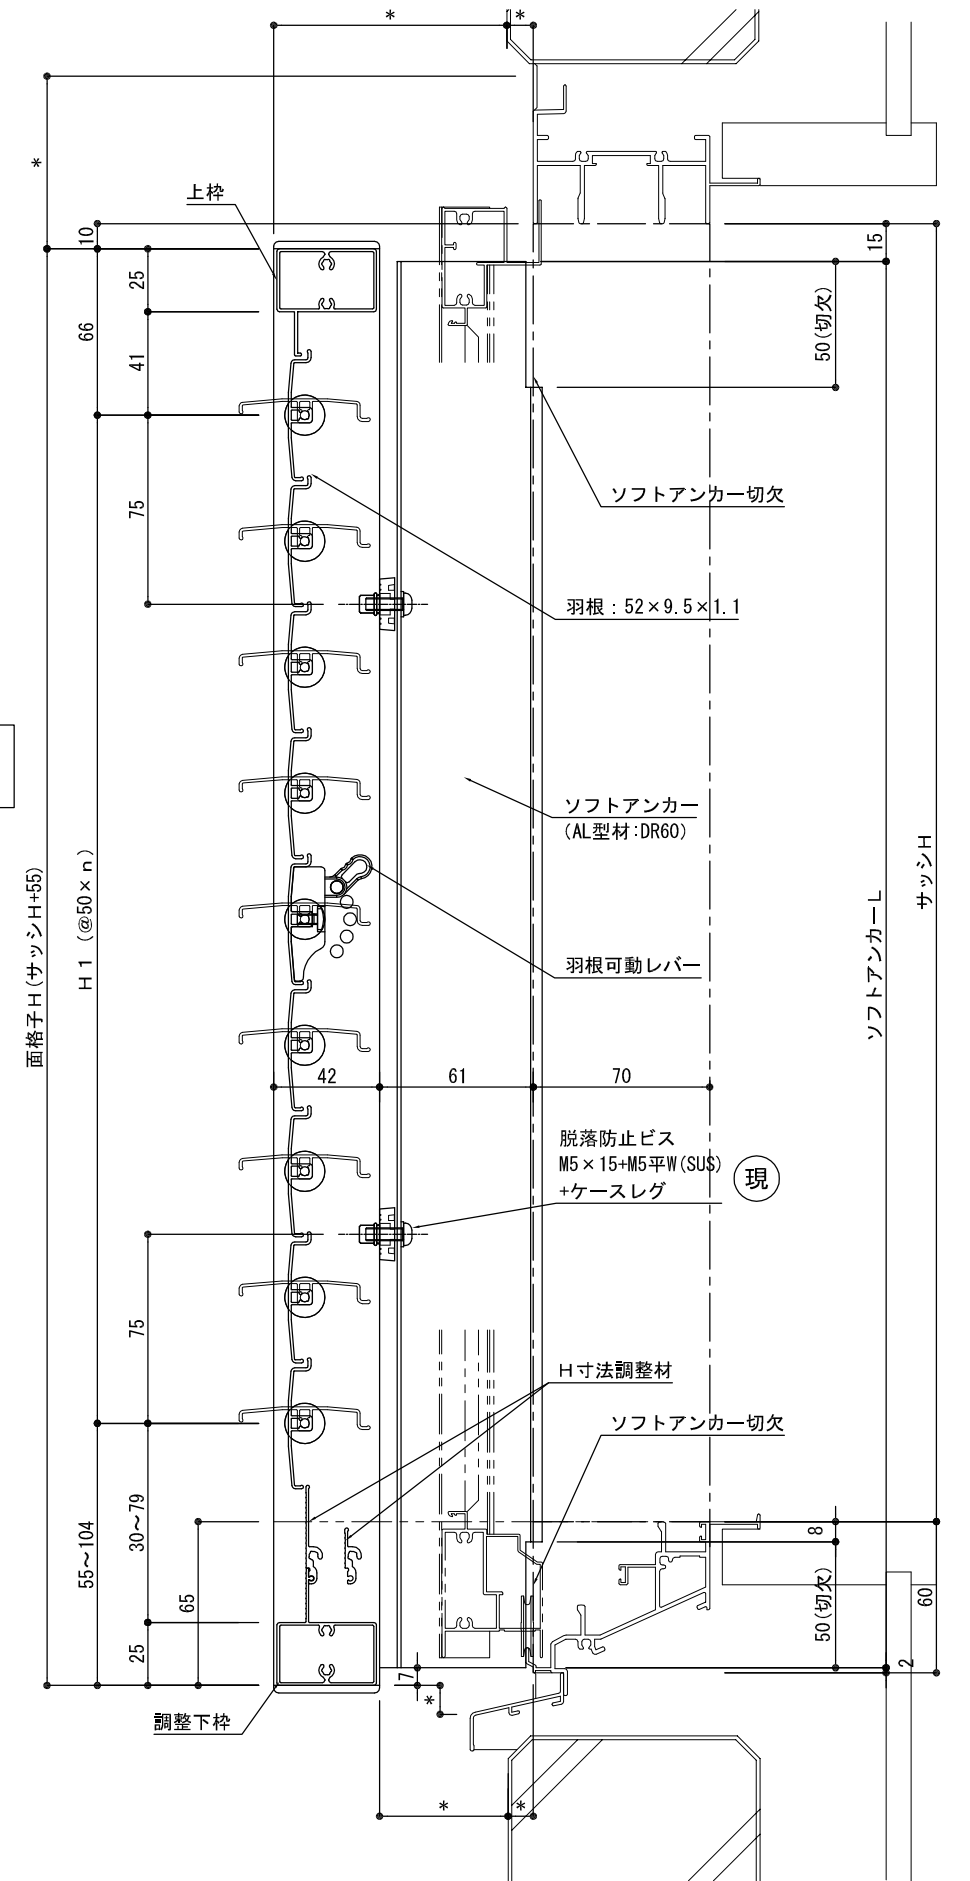 *
*
*
上枠
10
15
25
66
41
50(切欠)
ソフトアンカー切欠
75
羽根：52×9.5×1.1
ソフトアンカー
(AL型材:DR60)
サッシH
面格子H(サッシH+55)
H1 (@50×n)
ソフトアンカーL
羽根可動レバー
42
61
70
脱落防止ビス
M5×15+M5平W(SUS)
+ケースレグ
現
75
H寸法調整材
ソフトアンカー切欠
55～104
30～79
8
65
50(切欠)
60
25
2
7
*
調整下枠
*
*